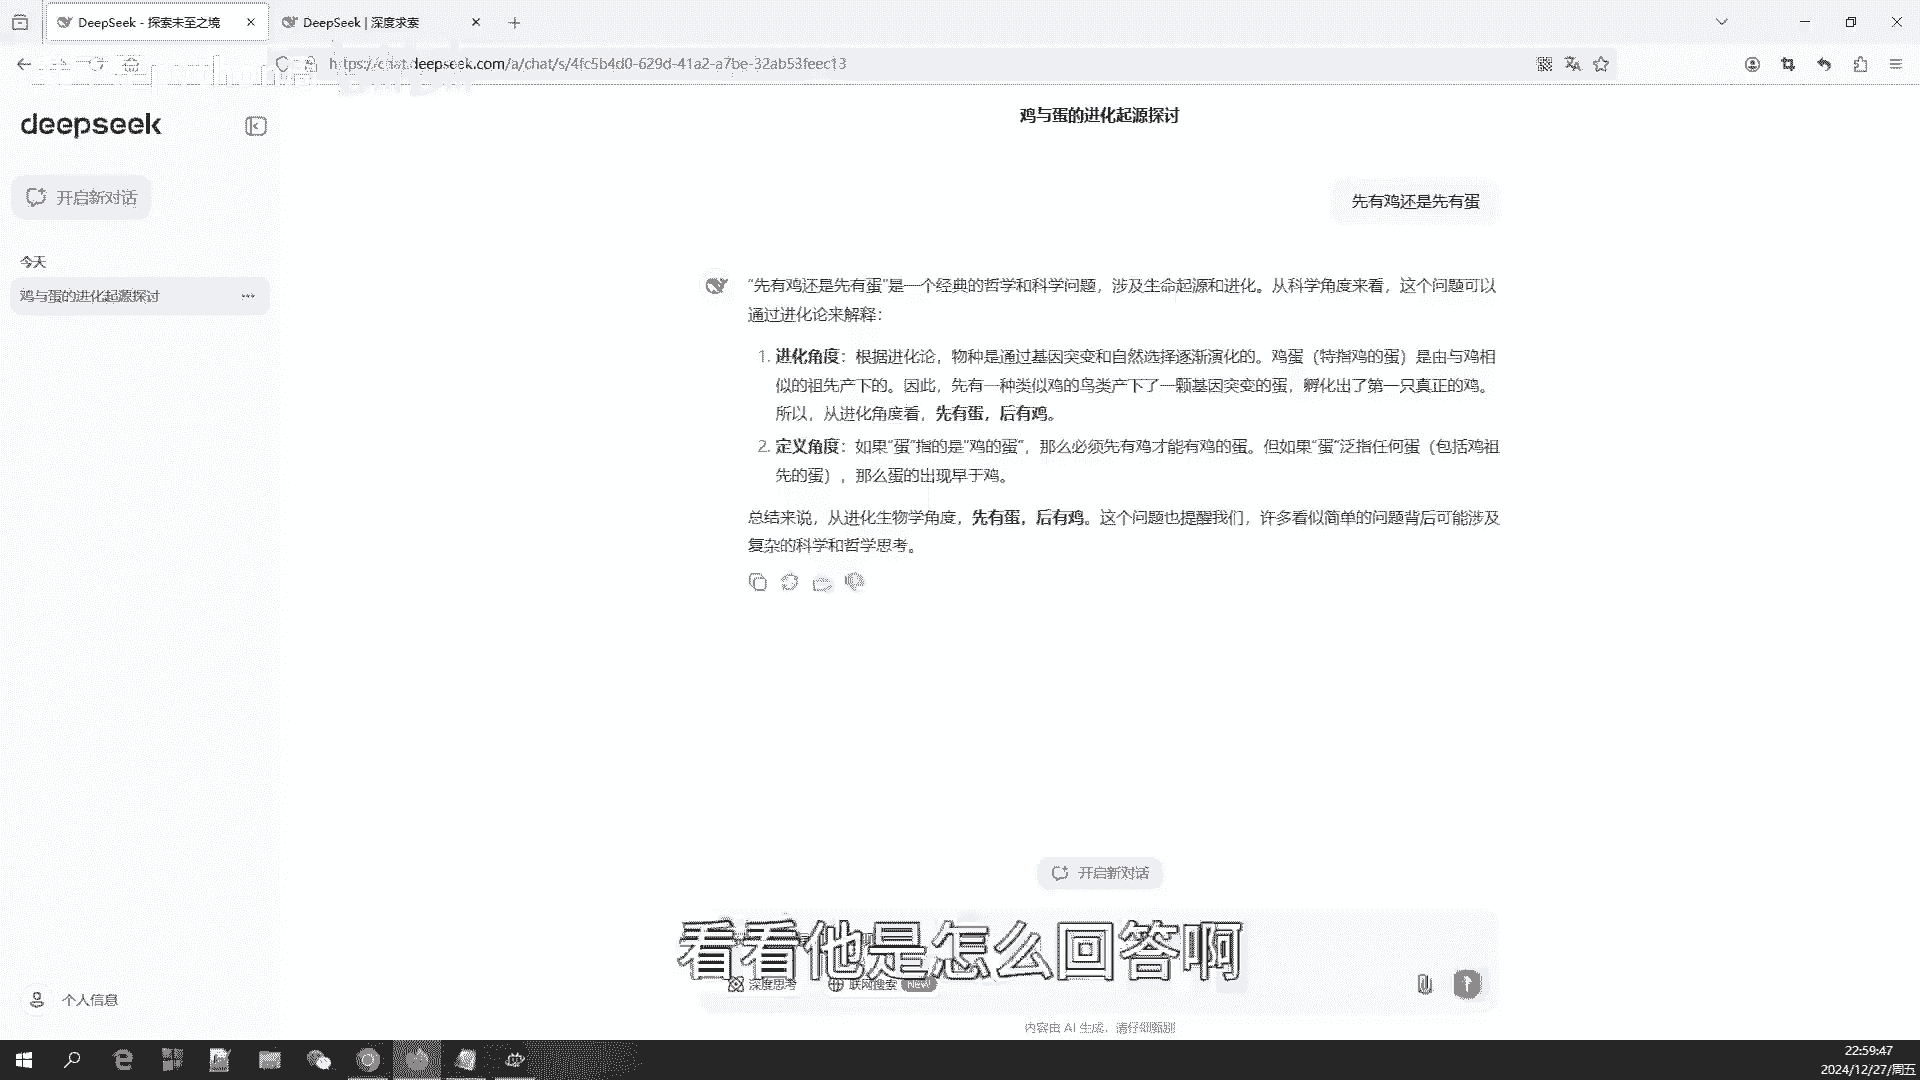 DeepSeek - 探索未至之境
DeepSeek | 深度求索
https://chat.deepseek.com/a/chat/s/4fc5b4d0-629d-41a2-a7be-32ab53feec13
deepseek
鸡与蛋的进化起源探讨
开启新对话
先有鸡还是先有蛋
今天
鸡与蛋的进化起源探讨
“先有鸡还是先有蛋”是一个经典的哲学和科学问题，涉及生命起源和进化。从科学角度来看，这个问题可以
通过进化论来解释：
1. 进化角度：根据进化论，物种是通过基因突变和自然选择逐渐演化的。鸡蛋（特指鸡的蛋）是由与鸡相
似的祖先产下的。因此，先有一种类似鸡的鸟类产下了一颗基因突变的蛋，孵化出了第一只真正的鸡。
所以，从进化角度看，先有蛋，后有鸡。
2. 定义角度：如果“蛋”指的是“鸡的蛋”，那么必须先有鸡才能有鸡的蛋。但如果“蛋”泛指任何蛋（包括鸡祖
先的蛋），那么蛋的出现早于鸡。
总结来说，从进化生物学角度，先有蛋，后有鸡。这个问题也提醒我们，许多看似简单的问题背后可能涉及
复杂的科学和哲学思考。
开启新对话
看看他是怎么回答啊
深度思考
联网搜索 New!
个人信息
内容由 AI 生成，请仔细甄别
22:59:47
2024/12/27/周五